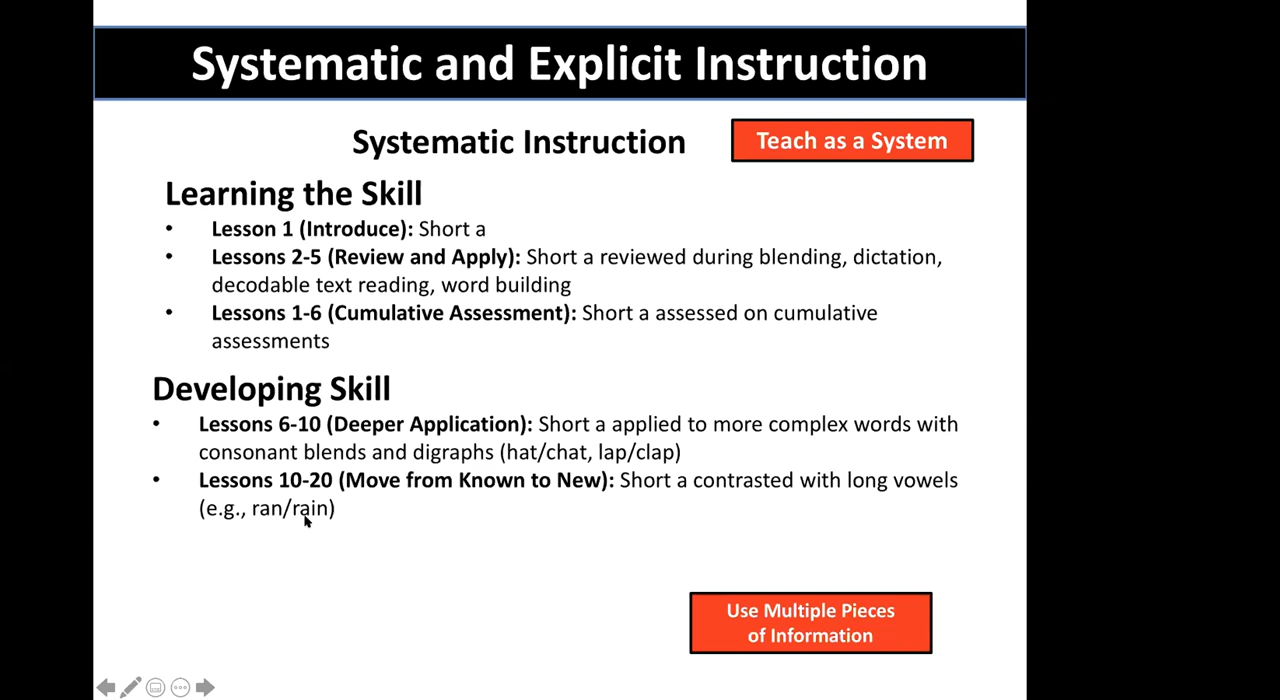 Systematic and Explicit Instruction
Systematic Instruction
Teach as a System
Learning the Skill
• Lesson 1 (Introduce): Short a
• Lessons 2-5 (Review and Apply): Short a reviewed during blending, dictation,
decodable text reading, word building
• Lessons 1-6 (Cumulative Assessment): Short a assessed on cumulative
assessments
Developing Skill
• Lessons 6-10 (Deeper Application): Short a applied to more complex words with
consonant blends and digraphs (hat/chat, lap/clap)
• Lessons 10-20 (Move from Known to New): Short a contrasted with long vowels
(e.g., ran/rain)
Use Multiple Pieces
of Information